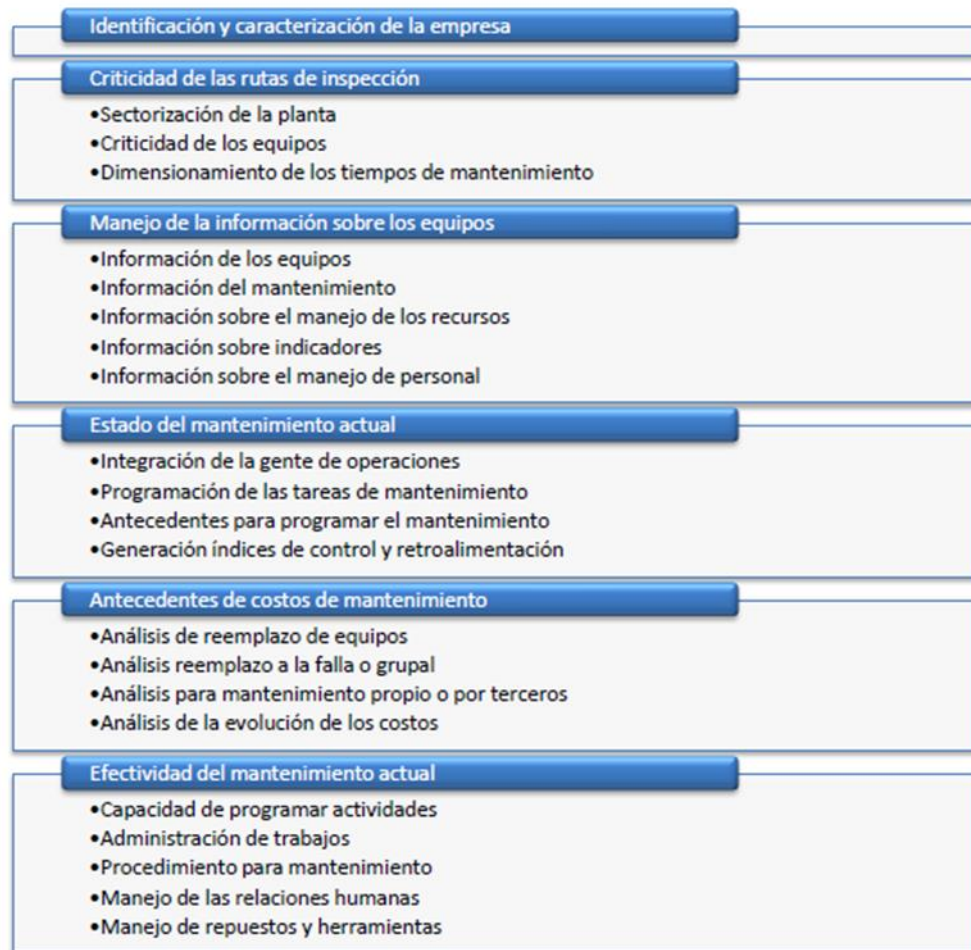 Identificación y caracterización de la empresa
Criticidad de las rutas de inspección
•Sectorización de la planta
•Criticidad de los equipos
•Dimensionamiento de los tiempos de mantenimiento
Manejo de la información sobre los equipos
•Información de los equipos
•Información del mantenimiento
•Información sobre el manejo de los recursos
•Información sobre indicadores
•Información sobre el manejo de personal
Estado del mantenimiento actual
•Integración de la gente de operaciones
•Programación de las tareas de mantenimiento
•Antecedentes para programar el mantenimiento
•Generación índices de control y retroalimentación
Antecedentes de costos de mantenimiento
•Análisis de reemplazo de equipos
•Análisis reemplazo a la falla o grupal
•Análisis para mantenimiento propio o por terceros
•Análisis de la evolución de los costos
Efectividad del mantenimiento actual
•Capacidad de programar actividades
•Administración de trabajos
•Procedimiento para mantenimiento
•Manejo de las relaciones humanas
•Manejo de repuestos y herramientas